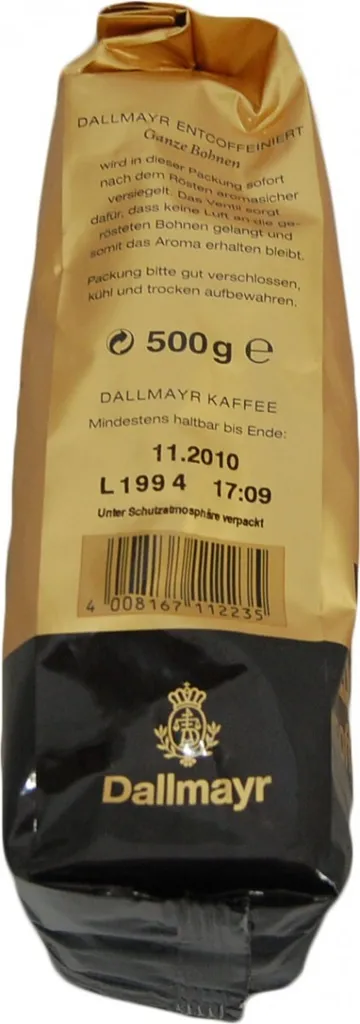 DALLMAYR ENTCOFFEINIERT
Ganze Bohnen
wird in dieser Packung sofort
nach dem Rösten aromasicher
versiegelt. Das Ventil sorgt
dafür, dass keine Luft an die ge-
rösteten Bohnen gelangt und
somit das Aroma erhalten bleibt.
Packung bitte gut verschlossen,
kühl und trocken aufbewahren.
500g ℮
DALLMAYR KAFFEE
Mindestens haltbar bis Ende:
11.2010
L1994 17:09
Unter Schutzatmosphäre verpackt
4 008167 112235
Dallmayr